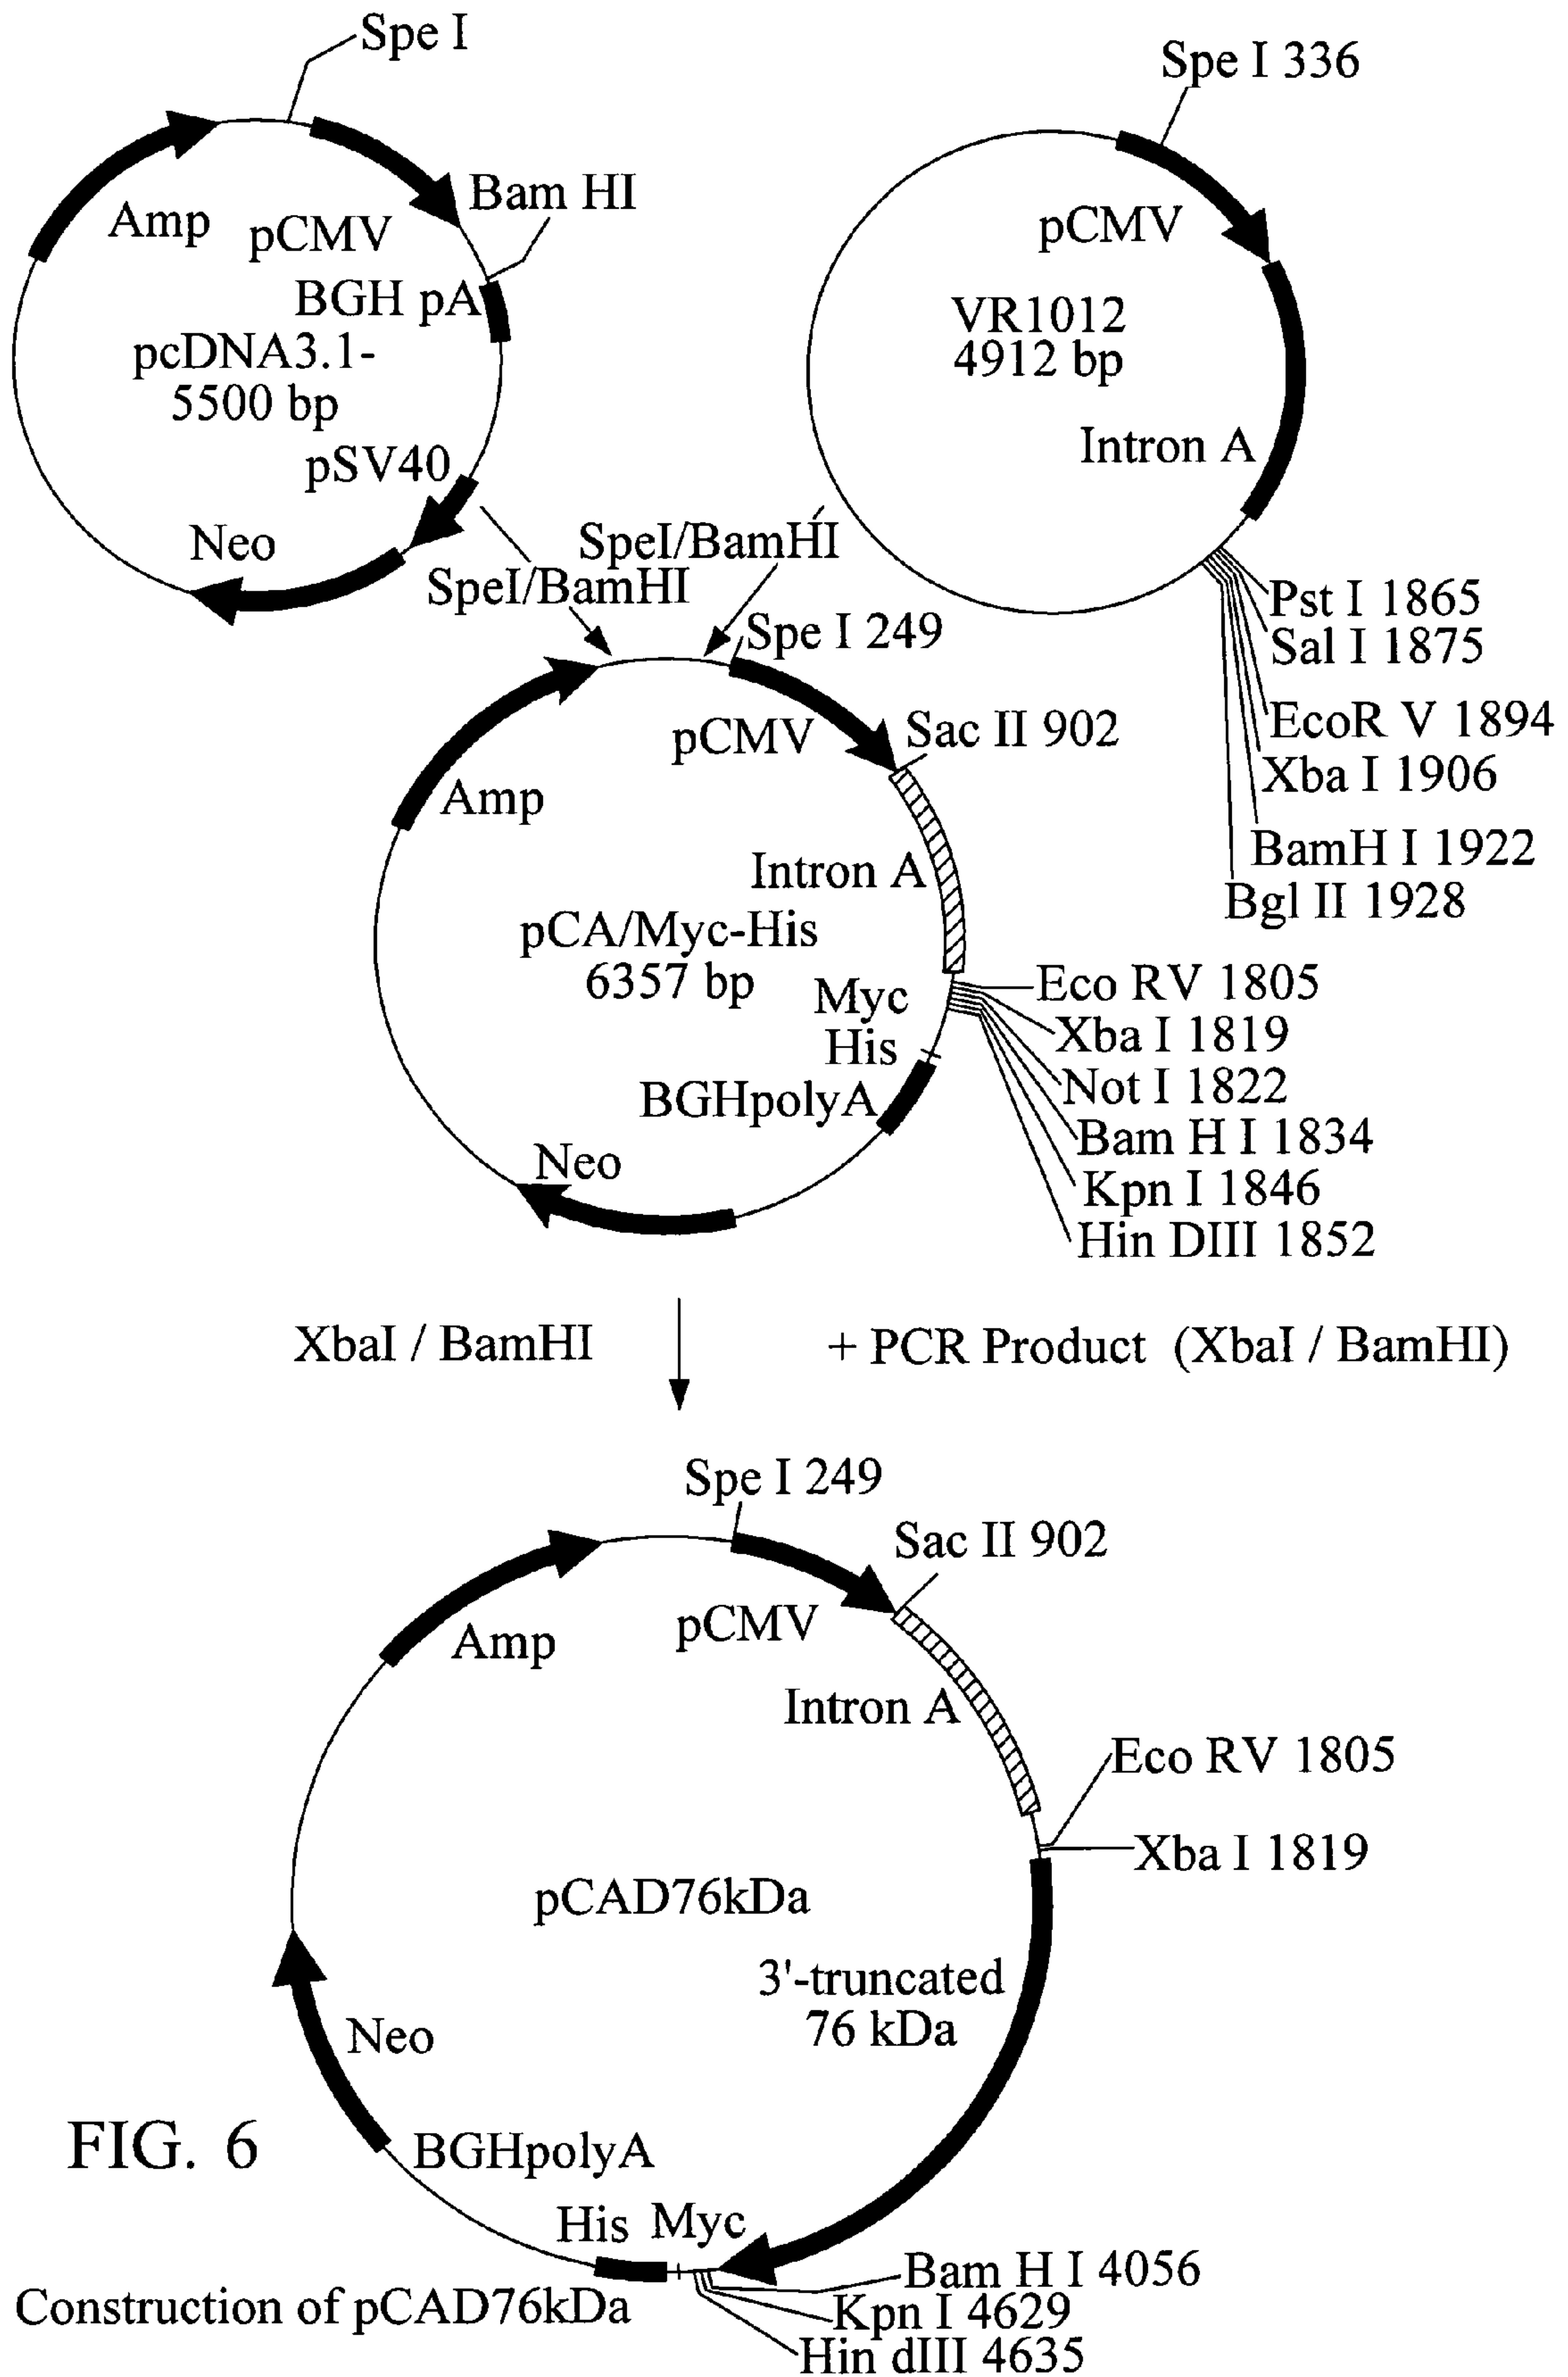 Spe I
Amp
pCMV
Bam HI
BGH pA
pcDNA3.1-
5500 bp
pSV40
Neo
SpeI/BamHI
Spe I 336
pCMV
VR1012
4912 bp
Intron A
SpeI/BamHI
Pst I 1865
Sal I 1875
EcoR V 1894
Xba I 1906
BamH I 1922
Bgl II 1928
Spe I 249
pCMV
Sac II 902
Amp
Intron A
pCA/Myc-His
6357 bp
Myc
His
BGHpolyA
Neo
Eco RV 1805
Xba I 1819
Not I 1822
Bam H I 1834
Kpn I 1846
Hin DIII 1852
XbaI / BamHI
+ PCR Product (XbaI / BamHI)
Spe I 249
Sac II 902
Amp
pCMV
Intron A
Eco RV 1805
Xba I 1819
pCAD76kDa
3'-truncated
76 kDa
Neo
BGHpolyA
His Myc
Bam H I 4056
Kpn I 4629
Hin dIII 4635
FIG. 6
Construction of pCAD76kDa